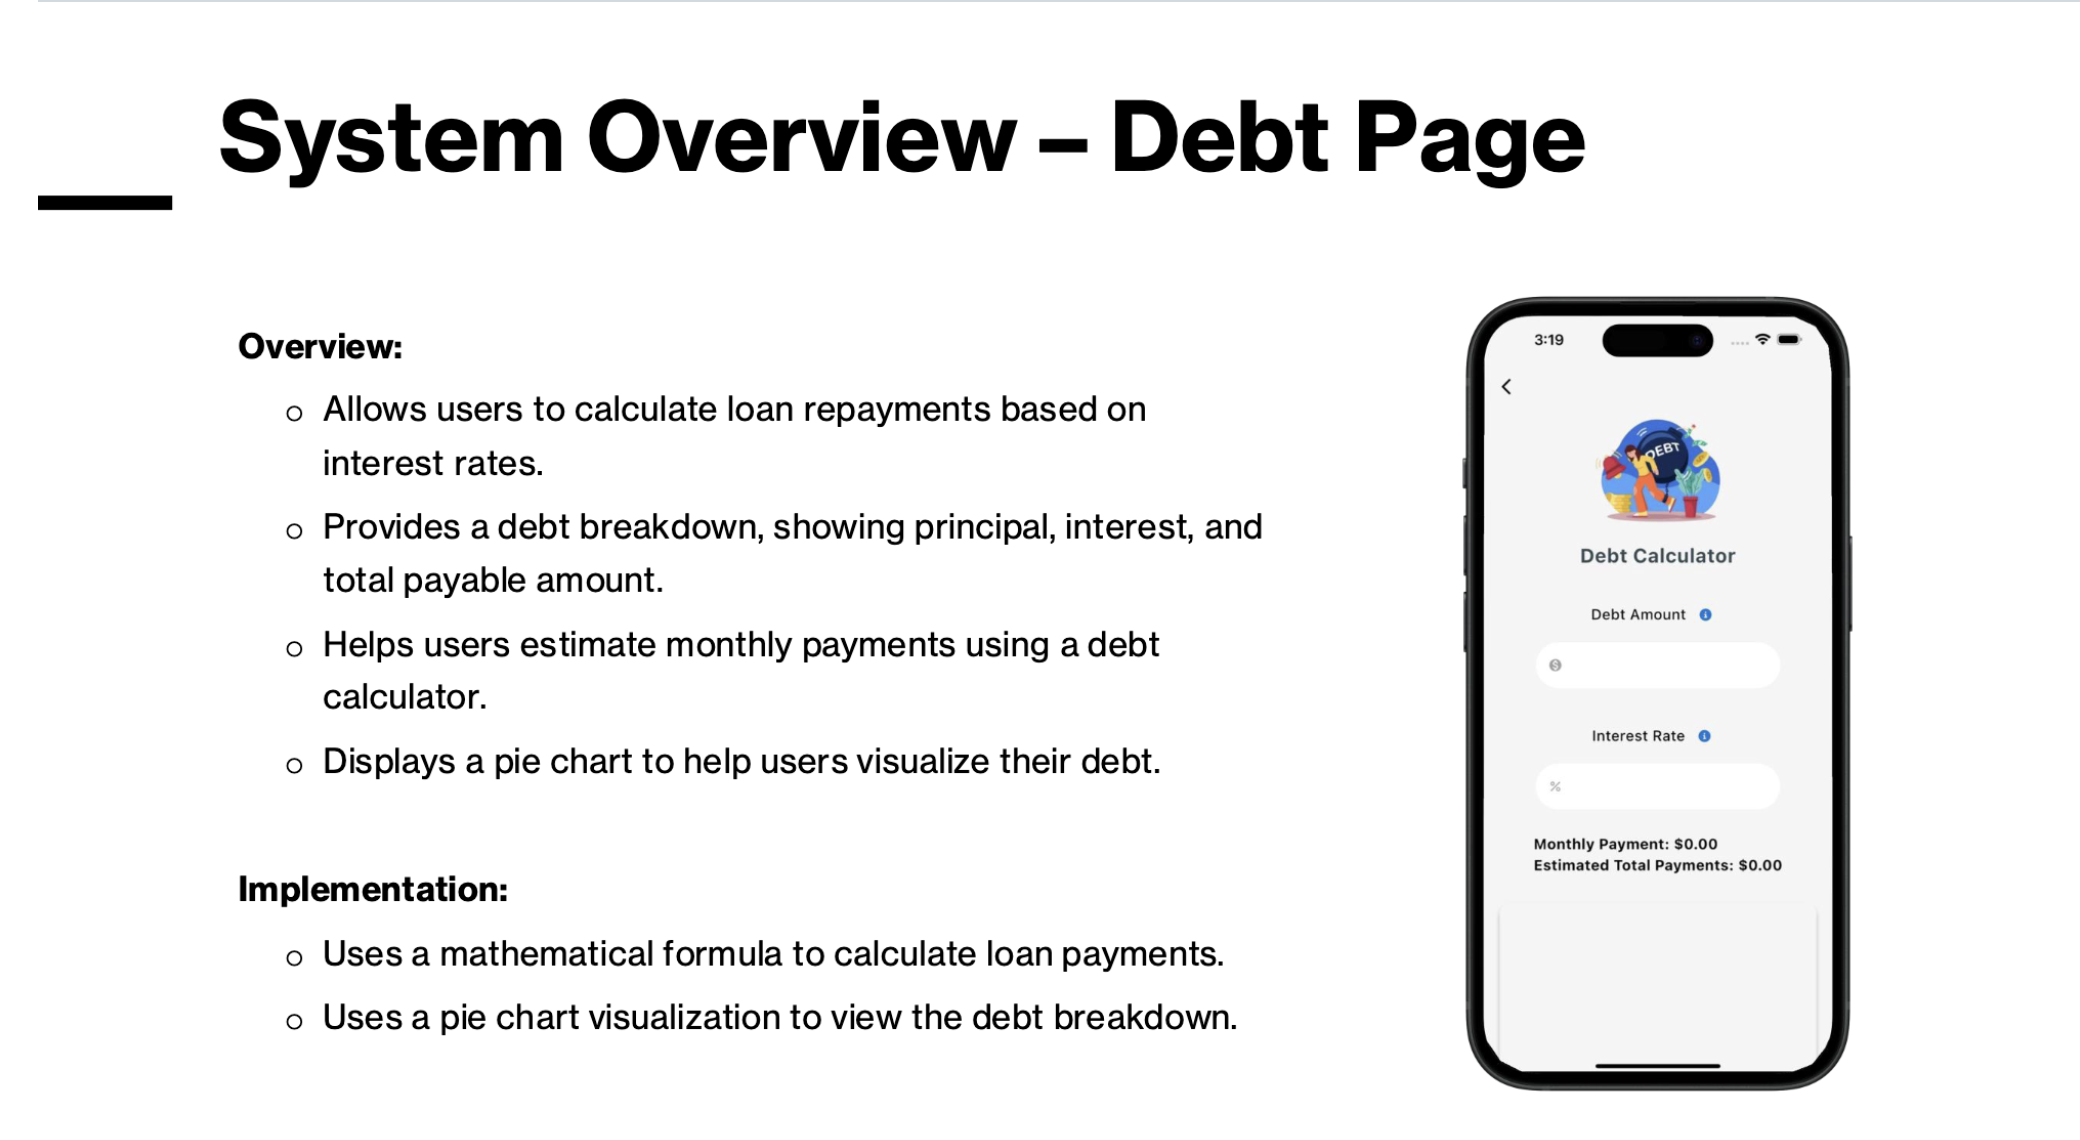 System Overview – Debt Page
Overview:
Allows users to calculate loan repayments based on
interest rates.
Provides a debt breakdown, showing principal, interest, and
total payable amount.
Helps users estimate monthly payments using a debt
calculator.
Displays a pie chart to help users visualize their debt.
Implementation:
Uses a mathematical formula to calculate loan payments.
Uses a pie chart visualization to view the debt breakdown.
3:19
DEBT
Debt Calculator
Debt Amount
$
Interest Rate
%
Monthly Payment: $0.00
Estimated Total Payments: $0.00